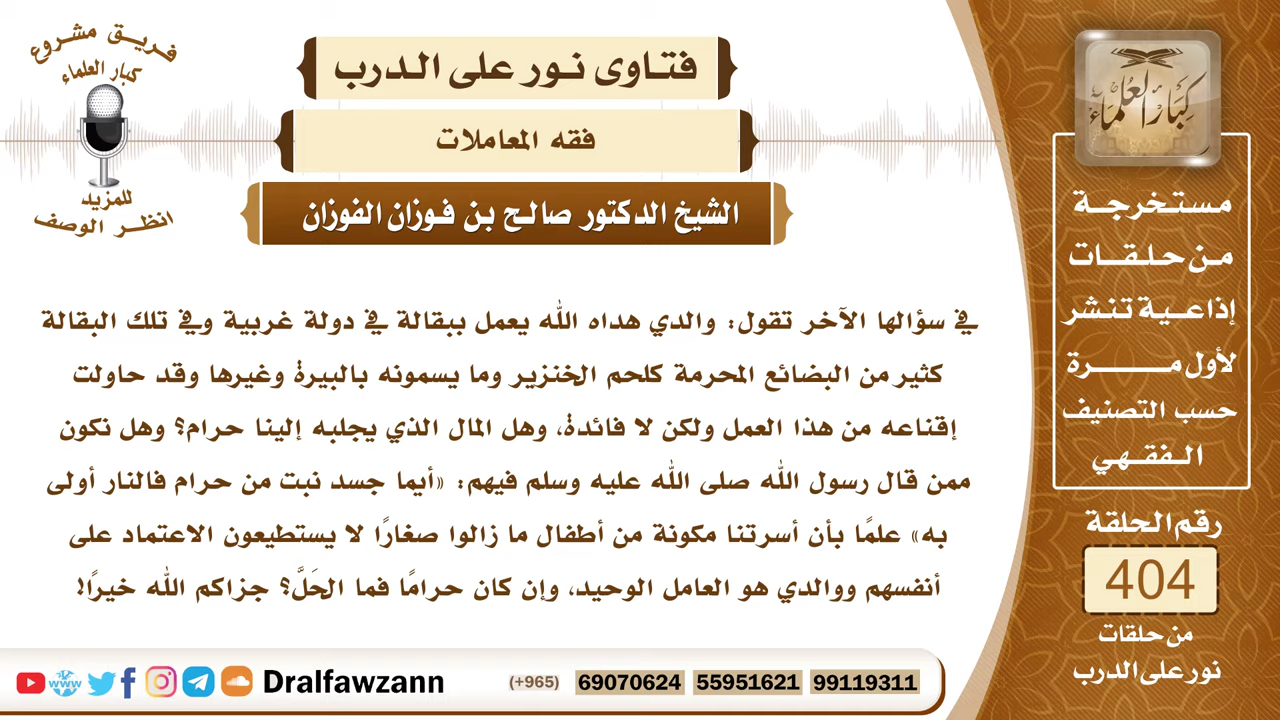 فريق مشروع
كبار العلماء
للمزيد
انظر الوصف
فتاوى نور على الدرب
فقه المعاملات
الشيخ الدكتور صالح بن فوزان الفوزان
في سؤالها الآخر تقول: والدي هداه الله يعمل ببقالة في دولة غربية وفي تلك البقالة
كثير من البضائع المحرمة كلحم الخنزير وما يسمونه بالبيرة وغيرها وقد حاولت
إقناعه من هذا العمل ولكن لا فائدة، وهل المال الذي يجلبه إلينا حرام؟ وهل نكون
ممن قال رسول الله صلى الله عليه وسلم فيهم: «أيما جسد نبت من حرام فالنار أولى
به» علمًا بأن أسرتنا مكونة من أطفال ما زالوا صغارًا لا يستطيعون الاعتماد على
أنفسهم ووالدي هو العامل الوحيد، وإن كان حرامًا فما الحَلَّ؟ جزاكم الله خيرًا!
كبار العلماء
مستخرجة
من حلقات
إذاعية تنشر
لأول مرة
حسب التصنيف
الفقهي
رقم الحلقة
404
من حلقات
نور على الدرب
www
Dralfawzann
(+965)
69070624
55951621
99119311